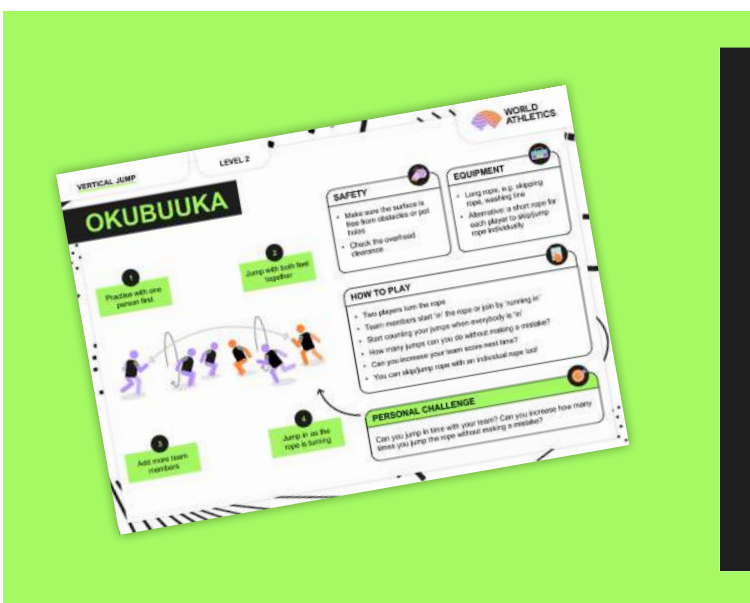 VERTICAL JUMP
LEVEL 2
WORLD
ATHLETICS
OKUBUUKA
1
Practise with one
person first
2
Jump with both feet
together
3
Add more team
members
4
Jump in as the
rope is turning
SAFETY
• Make sure the surface is
free from obstacles or pot
holes
• Check the overhead
clearance
EQUIPMENT
• Long rope, e.g. skipping
rope, washing line
• Alternative: a short rope for
each player to skip/jump
rope individually
HOW TO PLAY
• Two players turn the rope
• Team members start 'in' the rope or join by 'running in'
• Start counting your jumps when everybody is 'in'
• How many jumps can you do without making a mistake?
• Can you increase your team score next time?
• You can skip/jump rope with an individual rope too!
PERSONAL CHALLENGE
Can you jump in time with your team? Can you increase how many
times you jump the rope without making a mistake?